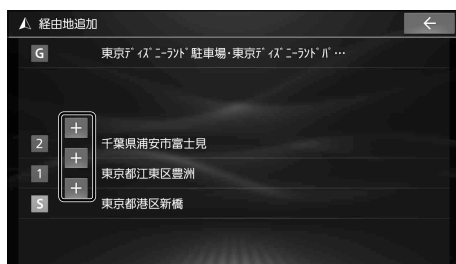 経由地追加
G 東京ﾃﾞｨｽﾞﾆｰﾗﾝﾄﾞ駐車場･東京ﾃﾞｨｽﾞﾆｰﾗﾝﾄﾞﾊﾟ…
+
2 千葉県浦安市富士見
+
1 東京都江東区豊洲
+
S 東京都港区新橋